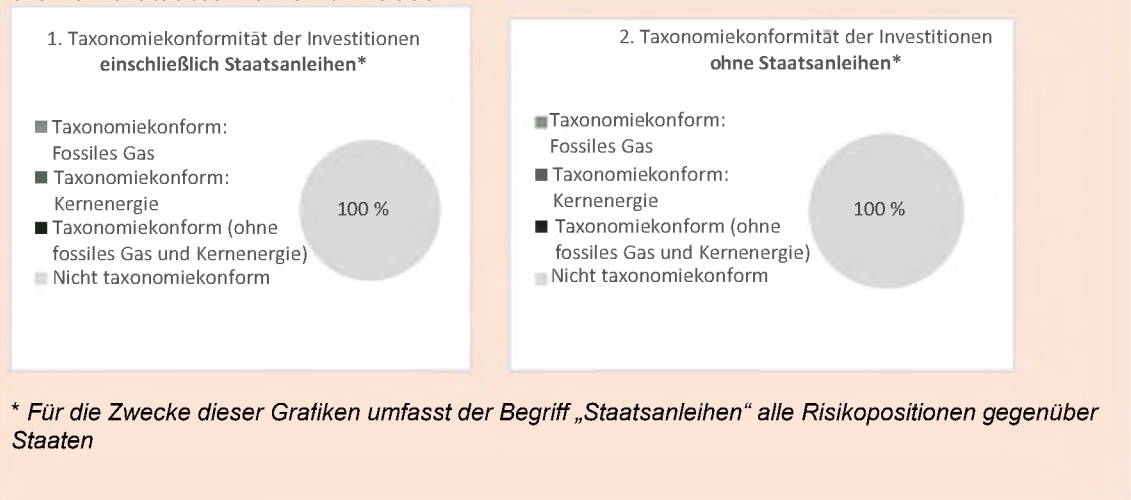 1. Taxonomiekonformität der Investitionen
einschließlich Staatsanleihen*
Taxonomiekonform:
Fossiles Gas
Taxonomiekonform:
Kernenergie
Taxonomiekonform (ohne
fossiles Gas und Kernenergie)
Nicht taxonomiekonform
100 %
2. Taxonomiekonformität der Investitionen
ohne Staatsanleihen*
Taxonomiekonform:
Fossiles Gas
Taxonomiekonform:
Kernenergie
Taxonomiekonform (ohne
fossiles Gas und Kernenergie)
Nicht taxonomiekonform
100 %
* Für die Zwecke dieser Grafiken umfasst der Begriff „Staatsanleihen“ alle Risikopositionen gegenüber
Staaten